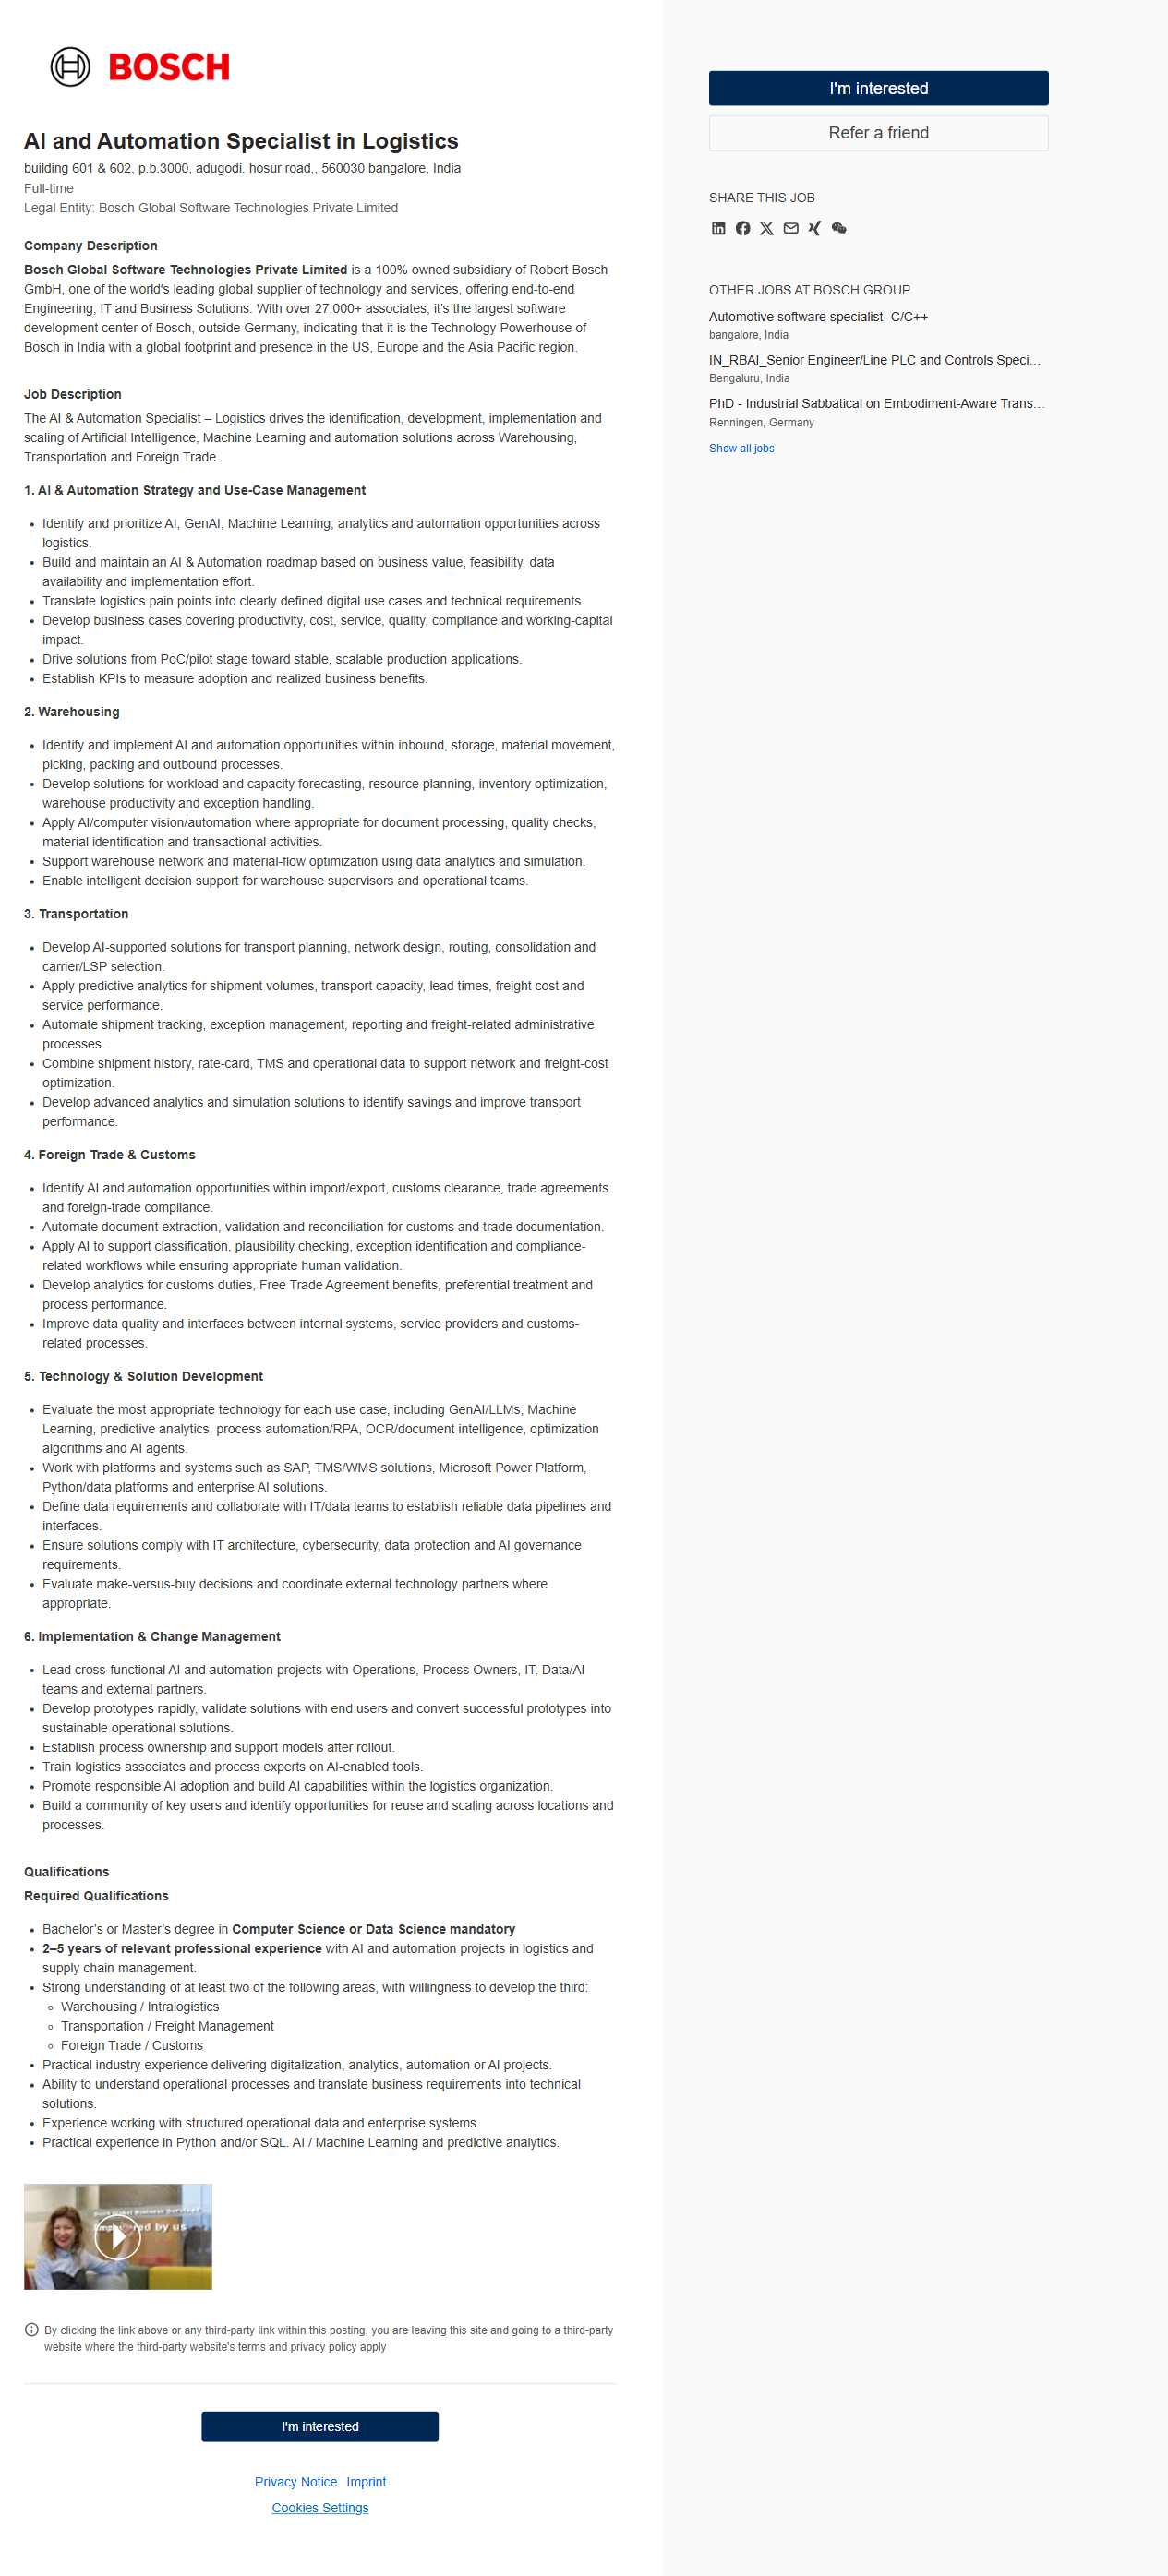 BOSCH
AI and Automation Specialist in Logistics
building 601 & 602, p.b.3000, adugodi. hosur road,, 560030 bangalore, India
Full-time
Legal Entity: Bosch Global Software Technologies Private Limited
Company Description
Bosch Global Software Technologies Private Limited is a 100% owned subsidiary of Robert Bosch
GmbH, one of the world's leading global supplier of technology and services, offering end-to-end
Engineering, IT and Business Solutions. With over 27,000+ associates, it’s the largest software
development center of Bosch, outside Germany, indicating that it is the Technology Powerhouse of
Bosch in India with a global footprint and presence in the US, Europe and the Asia Pacific region.
Job Description
The AI & Automation Specialist – Logistics drives the identification, development, implementation and
scaling of Artificial Intelligence, Machine Learning and automation solutions across Warehousing,
Transportation and Foreign Trade.
1. AI & Automation Strategy and Use-Case Management
• Identify and prioritize AI, GenAI, Machine Learning, analytics and automation opportunities across
logistics.
• Build and maintain an AI & Automation roadmap based on business value, feasibility, data
availability and implementation effort.
• Translate logistics pain points into clearly defined digital use cases and technical requirements.
• Develop business cases covering productivity, cost, service, quality, compliance and working-capital
impact.
• Drive solutions from PoC/pilot stage toward stable, scalable production applications.
• Establish KPIs to measure adoption and realized business benefits.
2. Warehousing
• Identify and implement AI and automation opportunities within inbound, storage, material movement,
picking, packing and outbound processes.
• Develop solutions for workload and capacity forecasting, resource planning, inventory optimization,
warehouse productivity and exception handling.
• Apply AI/computer vision/automation where appropriate for document processing, quality checks,
material identification and transactional activities.
• Support warehouse network and material-flow optimization using data analytics and simulation.
• Enable intelligent decision support for warehouse supervisors and operational teams.
3. Transportation
• Develop AI-supported solutions for transport planning, network design, routing, consolidation and
carrier/LSP selection.
• Apply predictive analytics for shipment volumes, transport capacity, lead times, freight cost and
service performance.
• Automate shipment tracking, exception management, reporting and freight-related administrative
processes.
• Combine shipment history, rate-card, TMS and operational data to support network and freight-cost
optimization.
• Develop advanced analytics and simulation solutions to identify savings and improve transport
performance.
4. Foreign Trade & Customs
• Identify AI and automation opportunities within import/export, customs clearance, trade agreements
and foreign-trade compliance.
• Automate document extraction, validation and reconciliation for customs and trade documentation.
• Apply AI to support classification, plausibility checking, exception identification and compliance-
related workflows while ensuring appropriate human validation.
• Develop analytics for customs duties, Free Trade Agreement benefits, preferential treatment and
process performance.
• Improve data quality and interfaces between internal systems, service providers and customs-
related processes.
5. Technology & Solution Development
• Evaluate the most appropriate technology for each use case, including GenAI/LLMs, Machine
Learning, predictive analytics, process automation/RPA, OCR/document intelligence, optimization
algorithms and AI agents.
• Work with platforms and systems such as SAP, TMS/WMS solutions, Microsoft Power Platform,
Python/data platforms and enterprise AI solutions.
• Define data requirements and collaborate with IT/data teams to establish reliable data pipelines and
interfaces.
• Ensure solutions comply with IT architecture, cybersecurity, data protection and AI governance
requirements.
• Evaluate make-versus-buy decisions and coordinate external technology partners where
appropriate.
6. Implementation & Change Management
• Lead cross-functional AI and automation projects with Operations, Process Owners, IT, Data/AI
teams and external partners.
• Develop prototypes rapidly, validate solutions with end users and convert successful prototypes into
sustainable operational solutions.
• Establish process ownership and support models after rollout.
• Train logistics associates and process experts on AI-enabled tools.
• Promote responsible AI adoption and build AI capabilities within the logistics organization.
• Build a community of key users and identify opportunities for reuse and scaling across locations and
processes.
Qualifications
Required Qualifications
• Bachelor’s or Master’s degree in Computer Science or Data Science mandatory
• 2–5 years of relevant professional experience with AI and automation projects in logistics and
supply chain management.
• Strong understanding of at least two of the following areas, with willingness to develop the third:
◦ Warehousing / Intralogistics
◦ Transportation / Freight Management
◦ Foreign Trade / Customs
• Practical industry experience delivering digitalization, analytics, automation or AI projects.
• Ability to understand operational processes and translate business requirements into technical
solutions.
• Experience working with structured operational data and enterprise systems.
• Practical experience in Python and/or SQL. AI / Machine Learning and predictive analytics.
by us
By clicking the link above or any third-party link within this posting, you are leaving this site and going to a third-party
website where the third-party website's terms and privacy policy apply
I'm interested
Privacy Notice Imprint
Cookies Settings
I'm interested
Refer a friend
SHARE THIS JOB
OTHER JOBS AT BOSCH GROUP
Automotive software specialist- C/C++
bangalore, India
IN_RBAI_Senior Engineer/Line PLC and Controls Speci...
Bengaluru, India
PhD - Industrial Sabbatical on Embodiment-Aware Trans...
Renningen, Germany
Show all jobs